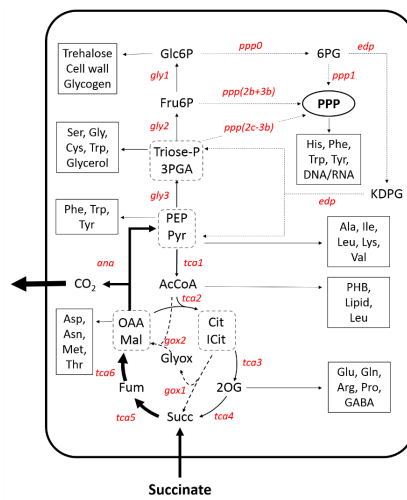 Trehalose
Cell wall
Glycogen
Glc6P
ppp0
6PG
edp
gly1
ppp1
Fru6P
ppp(2b+3b)
PPP
gly2
ppp(2c-3b)
Ser, Gly,
Cys, Trp,
Glycerol
Triose-P
3PGA
His, Phe,
Trp, Tyr,
DNA/RNA
gly3
edp
KDPG
Phe, Trp,
Tyr
PEP
Pyr
Ala, Ile,
Leu, Lys,
Val
ana
tca1
CO2
AcCoA
tca2
PHB,
Lipid,
Leu
Asp,
Asn,
Met,
Thr
OAA
Mal
gox2
Cit
ICit
Glyox
tca3
tca6
gox1
Fum
2OG
Glu, Gln,
Arg, Pro,
GABA
tca5
Succ
tca4
Succinate